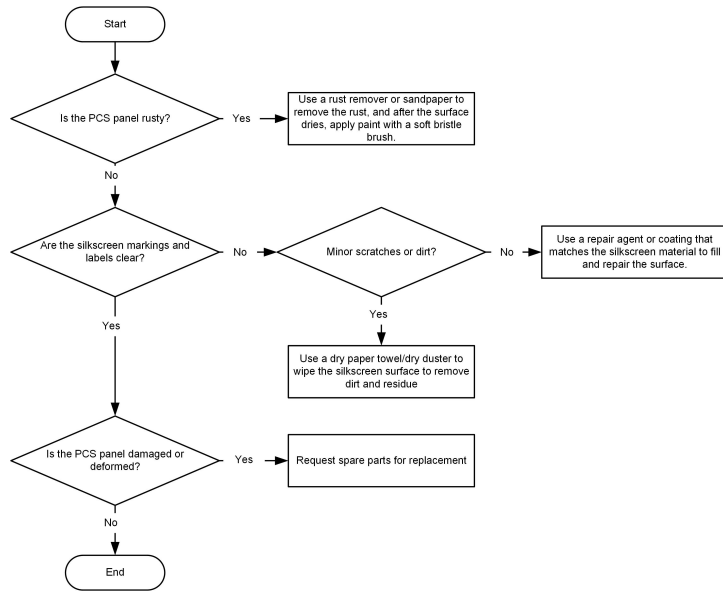 Start
Is the PCS panel rusty?
Yes
Use a rust remover or sandpaper to
remove the rust, and after the surface
dries, apply paint with a soft bristle
brush.
No
Are the silkscreen markings and
labels clear?
No
Minor scratches or dirt?
No
Use a repair agent or coating that
matches the silkscreen material to fill
and repair the surface.
Yes
Yes
Use a dry paper towel/dry duster to
wipe the silkscreen surface to remove
dirt and residue
Is the PCS panel damaged or
deformed?
Yes
Request spare parts for replacement
No
End